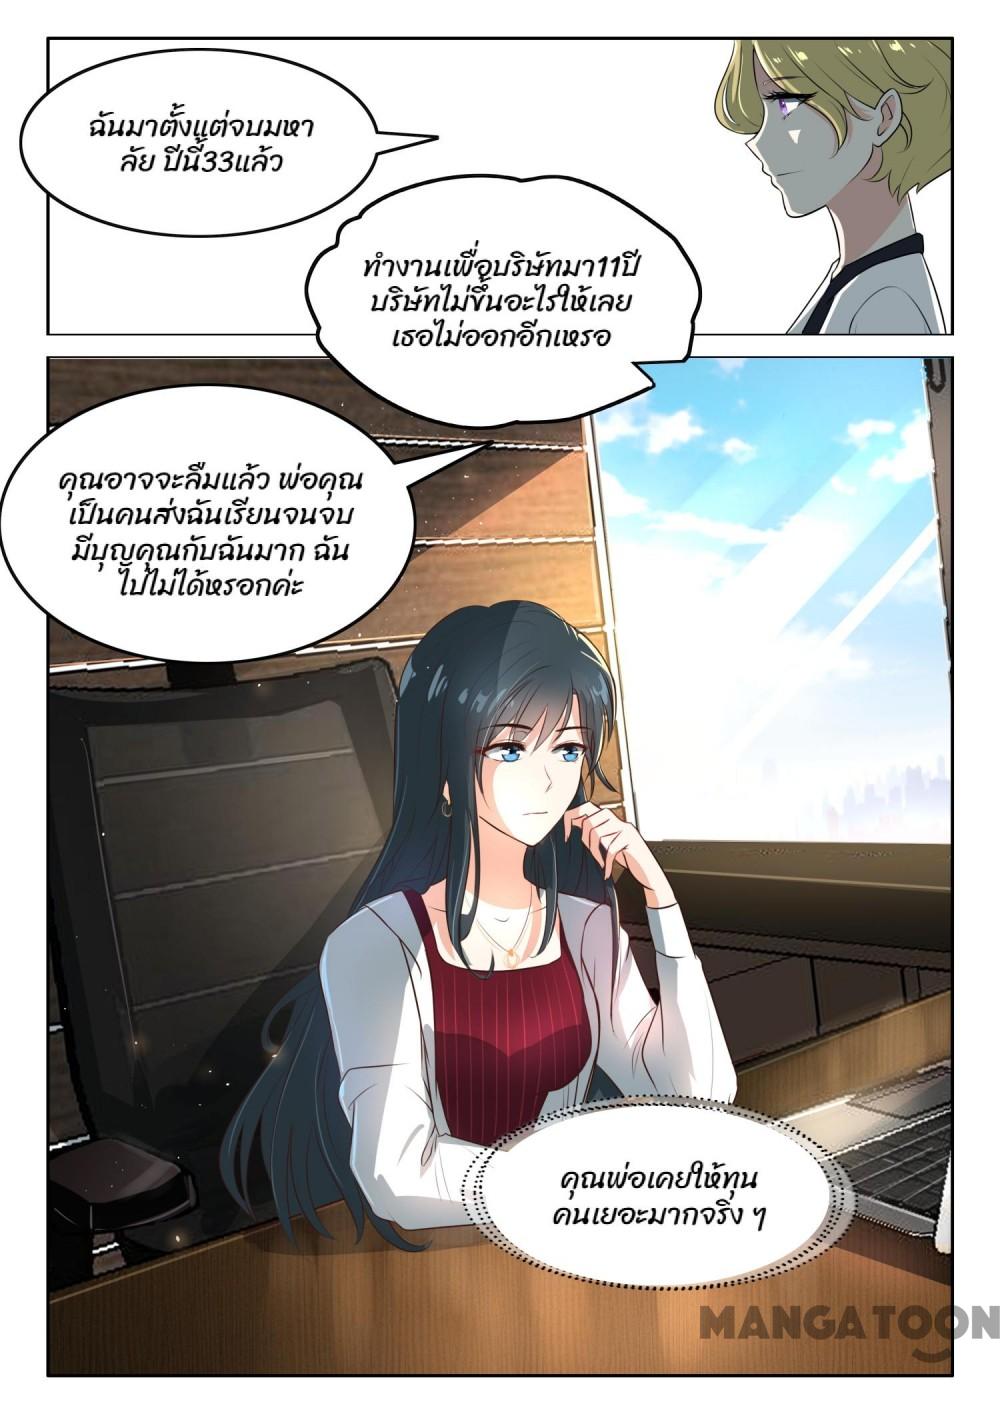 ฉันมาตั้งแต่จบมหา
ลัย ปีนี้33แล้ว
ทำงานเพื่อบริษัทมา11ปี
บริษัทไม่ขึ้นอะไรให้เลย
เธอไม่ออกอีกเหรอ
คุณอาจจะลืมแล้ว พ่อคุณ
เป็นคนส่งฉันเรียนจนจบ
มีบุญคุณกับฉันมาก ฉัน
ไปไม่ได้หรอกค่ะ
คุณพ่อเคยให้ทุน
คนเยอะมากจริง ๆ
MANGATOON